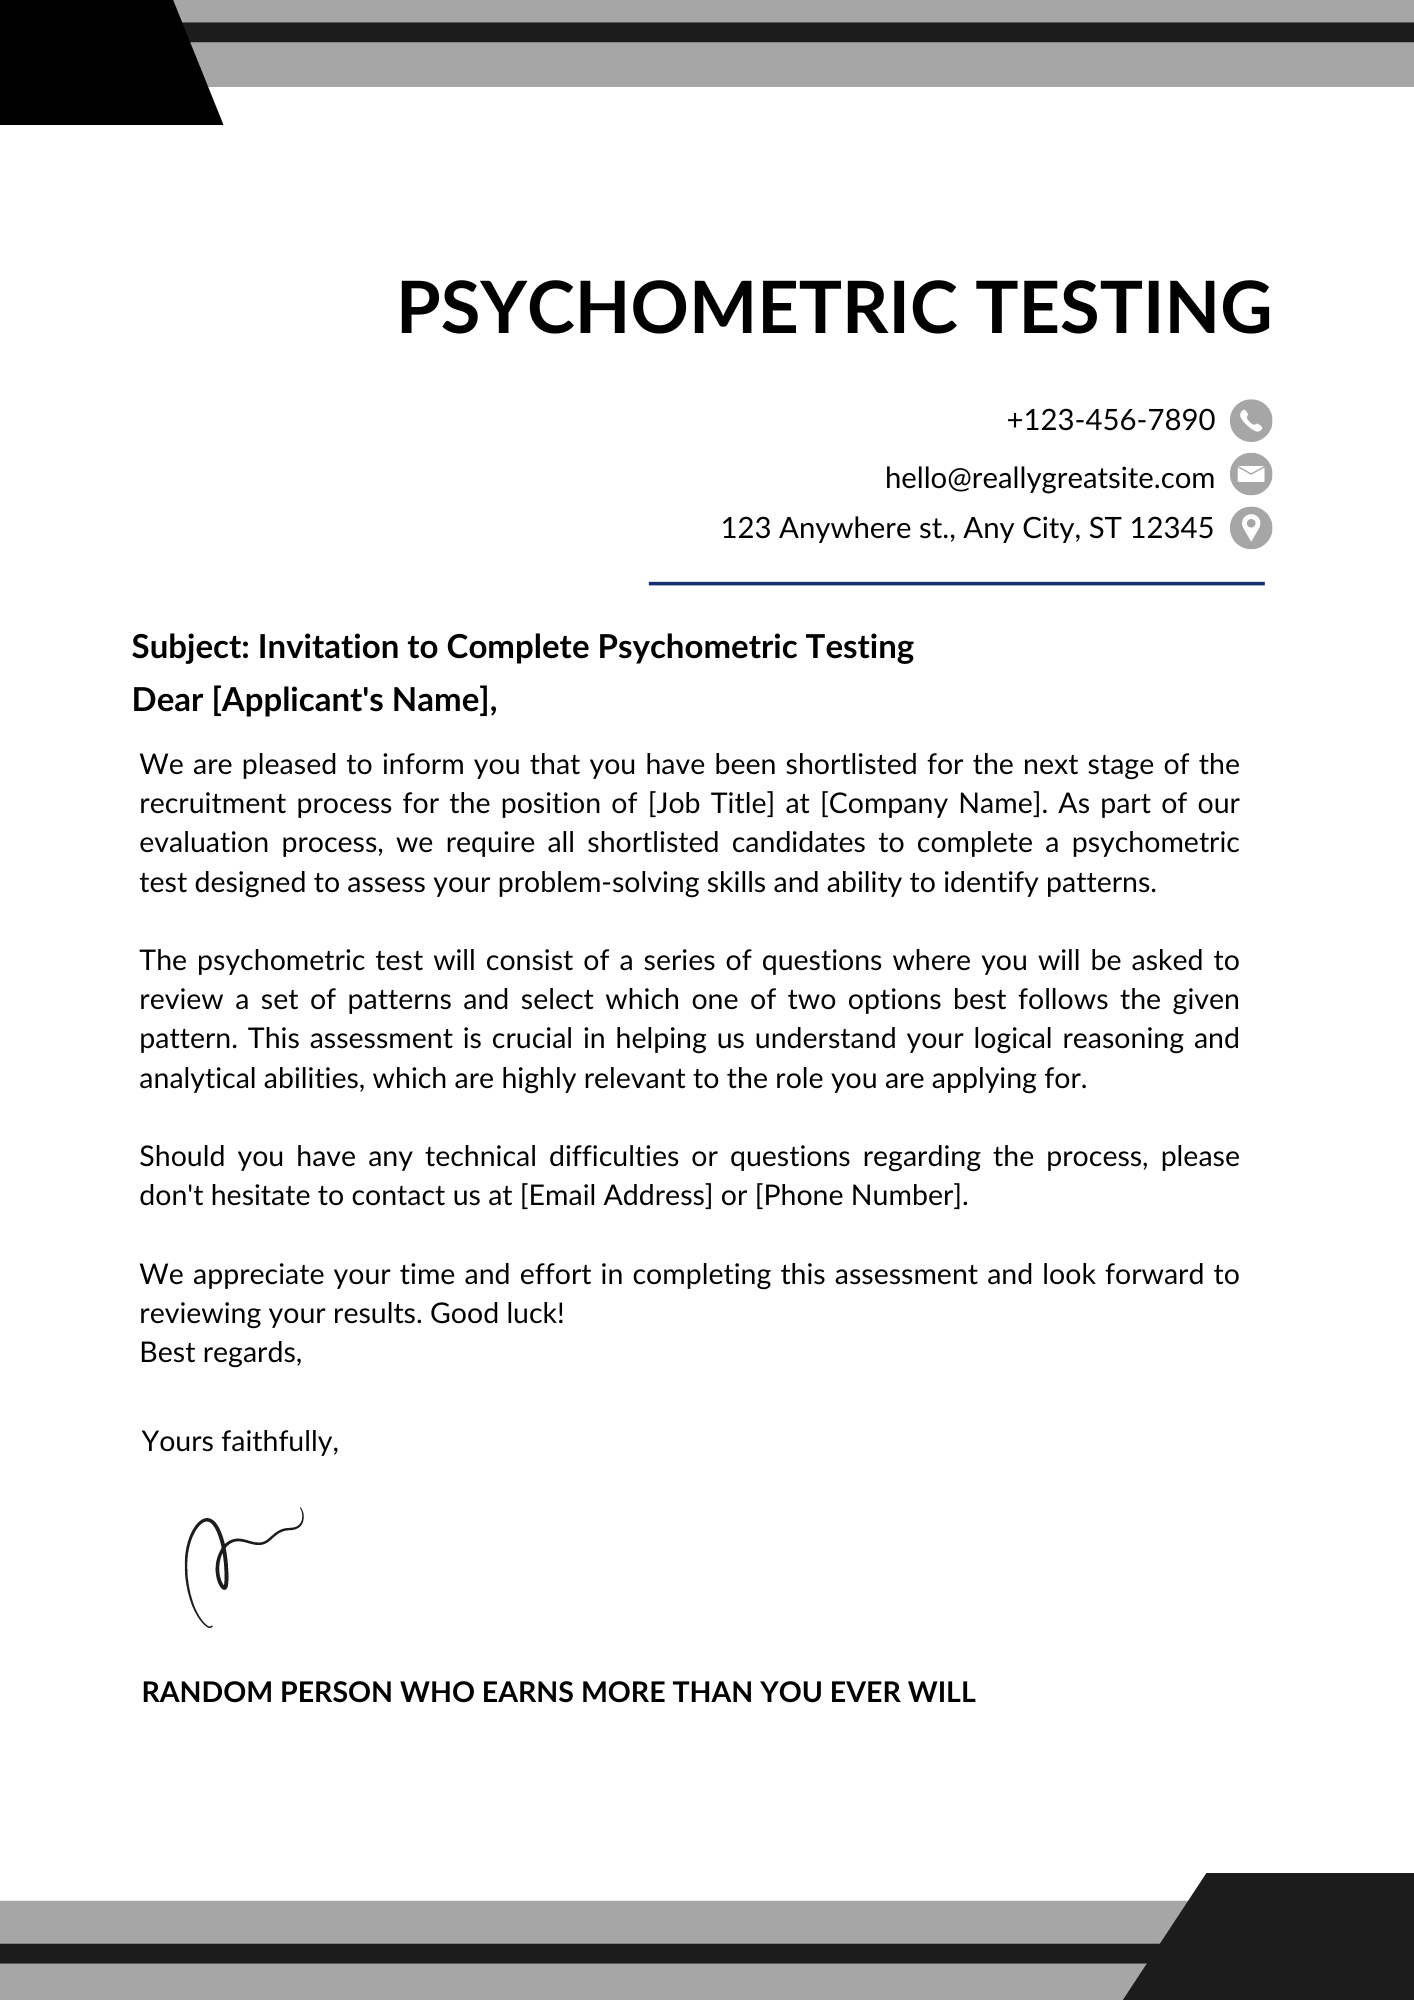 PSYCHOMETRIC TESTING
+123-456-7890
hello@reallygreatsite.com
123 Anywhere st., Any City, ST 12345
Subject: Invitation to Complete Psychometric Testing
Dear [Applicant's Name],
We are pleased to inform you that you have been shortlisted for the next stage of the
recruitment process for the position of [Job Title] at [Company Name]. As part of our
evaluation process, we require all shortlisted candidates to complete a psychometric
test designed to assess your problem-solving skills and ability to identify patterns.
The psychometric test will consist of a series of questions where you will be asked to
review a set of patterns and select which one of two options best follows the given
pattern. This assessment is crucial in helping us understand your logical reasoning and
analytical abilities, which are highly relevant to the role you are applying for.
Should you have any technical difficulties or questions regarding the process, please
don't hesitate to contact us at [Email Address] or [Phone Number].
We appreciate your time and effort in completing this assessment and look forward to
reviewing your results. Good luck!
Best regards,
Yours faithfully,
RANDOM PERSON WHO EARNS MORE THAN YOU EVER WILL